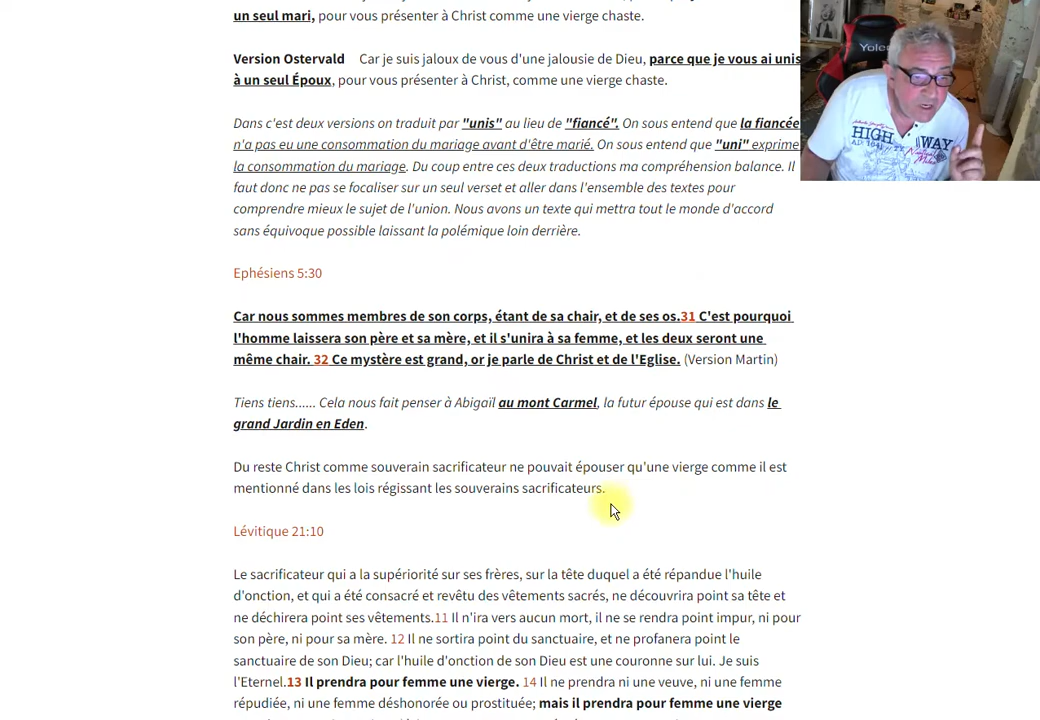 un seul mari, pour vous présenter à Christ comme une vierge chaste.
Version Ostervald Car je suis jaloux de vous d'une jalousie de Dieu, parce que je vous ai unis
à un seul Époux, pour vous présenter à Christ, comme une vierge chaste.
Dans c'est deux versions on traduit par "unis" au lieu de "fiancé". On sous entend que la fiancée
n'a pas eu une consommation du mariage avant d'être marié. On sous entend que "uni" exprime
la consommation du mariage. Du coup entre ces deux traductions ma compréhension balance. Il
faut donc ne pas se focaliser sur un seul verset et aller dans l'ensemble des textes pour
comprendre mieux le sujet de l'union. Nous avons un texte qui mettra tout le monde d'accord
sans équivoque possible laissant la polémique loin derrière.
Ephésiens 5:30
Car nous sommes membres de son corps, étant de sa chair, et de ses os.31 C'est pourquoi
l'homme laissera son père et sa mère, et il s'unira à sa femme, et les deux seront une
même chair. 32 Ce mystère est grand, or je parle de Christ et de l'Eglise. (Version Martin)
Tiens tiens...... Cela nous fait penser à Abigaïl au mont Carmel, la futur épouse qui est dans le
grand Jardin en Eden.
Du reste Christ comme souverain sacrificateur ne pouvait épouser qu'une vierge comme il est
mentionné dans les lois régissant les souverains sacrificateurs.
Lévitique 21:10
Le sacrificateur qui a la supériorité sur ses frères, sur la tête duquel a été répandue l'huile
d'onction, et qui a été consacré et revêtu des vêtements sacrés, ne découvrira point sa tête et
ne déchirera point ses vêtements.11 Il n'ira vers aucun mort, il ne se rendra point impur, ni pour
son père, ni pour sa mère. 12 Il ne sortira point du sanctuaire, et ne profanera point le
sanctuaire de son Dieu; car l'huile d'onction de son Dieu est une couronne sur lui. Je suis
l'Eternel.13 Il prendra pour femme une vierge. 14 Il ne prendra ni une veuve, ni une femme
répudiée, ni une femme déshonorée ou prostituée; mais il prendra pour femme une vierge
HIGH WAY